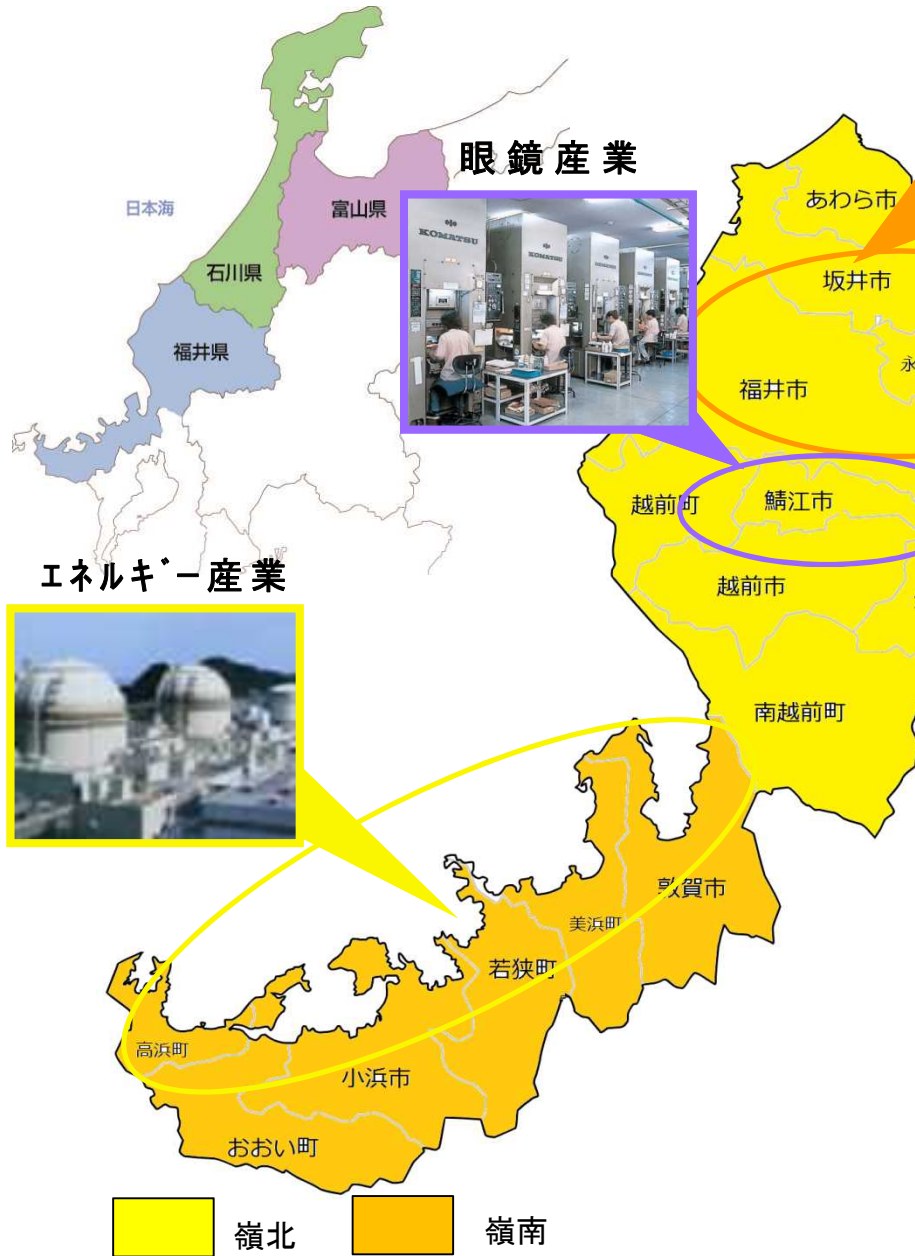 眼鏡産業
日本海
富山県
石川県
福井県
KOMATSU
KOMATSU
あわら市
坂井市
永
福井市
越前町
鯖江市
越前市
南越前町
エネルギー産業
敦賀市
美浜町
若狭町
高浜町
小浜市
おおい町
嶺北
嶺南